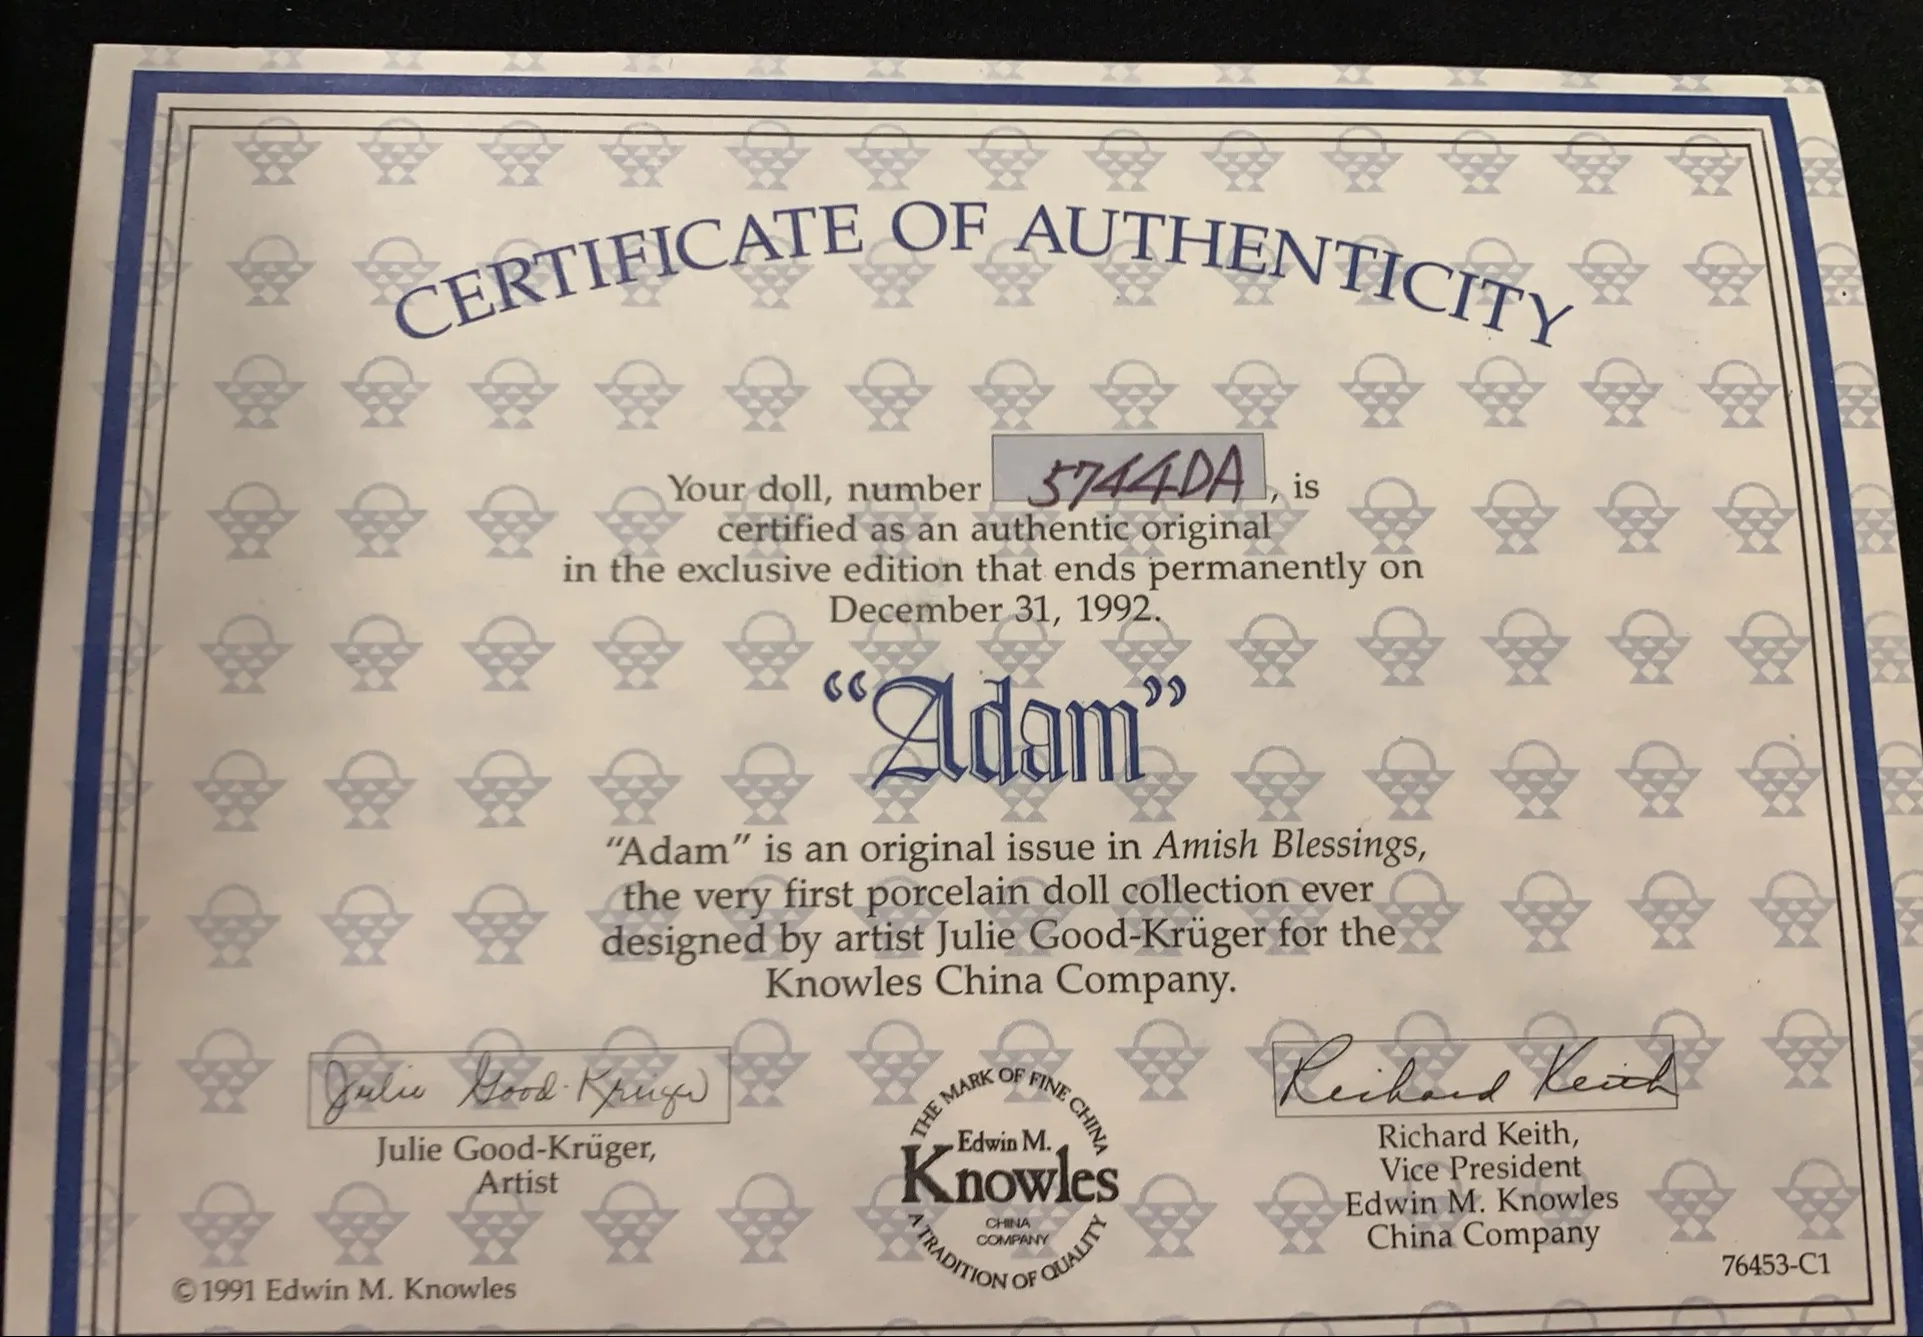 CERTIFICATE OF AUTHENTICITY
Your doll, number 5744DA, is
certified as an authentic original
in the exclusive edition that ends permanently on
December 31, 1992.
“Adam”
“Adam” is an original issue in Amish Blessings,
the very first porcelain doll collection ever
designed by artist Julie Good-Krüger for the
Knowles China Company.
Julie Good-Krüger
Julie Good-Krüger,
Artist
©1991 Edwin M. Knowles
THE MARK OF FINE CHINA
Edwin M.
Knowles
CHINA
COMPANY
A TRADITION OF QUALITY
Richard Keith
Richard Keith,
Vice President
Edwin M. Knowles
China Company
76453-C1